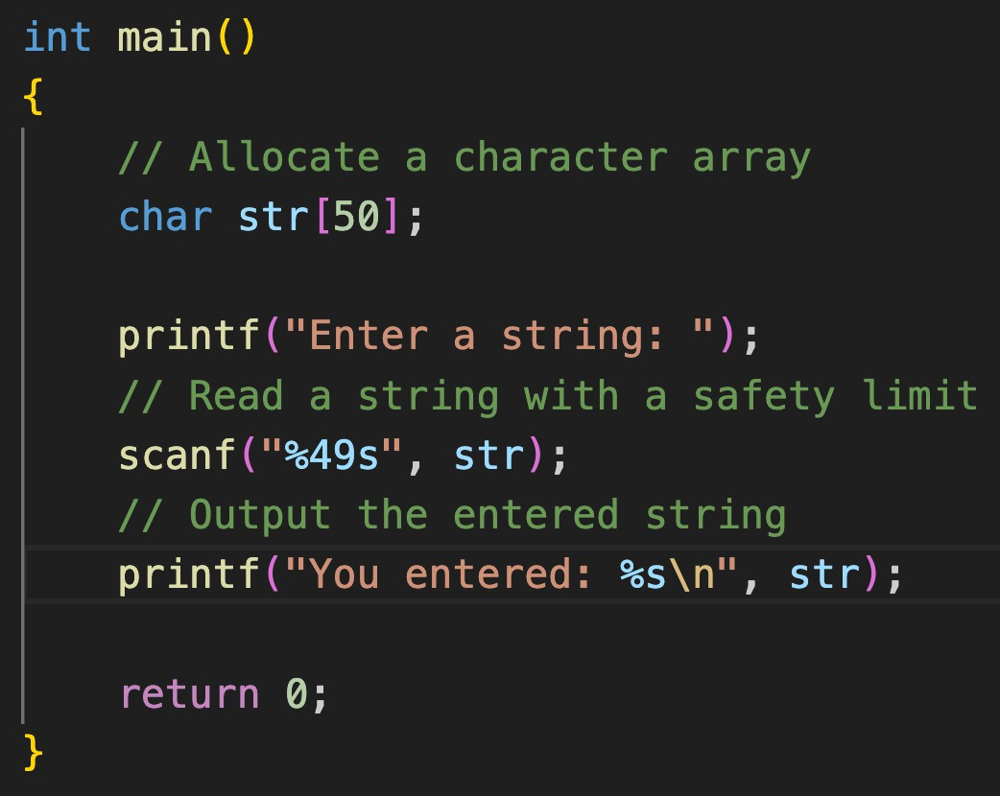 int main()
{
    // Allocate a character array
    char str[50];

    printf("Enter a string: ");
    // Read a string with a safety limit
    scanf("%49s", str);
    // Output the entered string
    printf("You entered: %s\n", str);

    return 0;
}